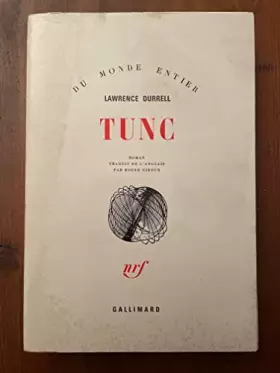 DU MONDE ENTIER
LAWRENCE DURRELL
TUNC
ROMAN
TRADUIT DE L'ANGLAIS
PAR ROGER GIROUX
nrf
GALLIMARD